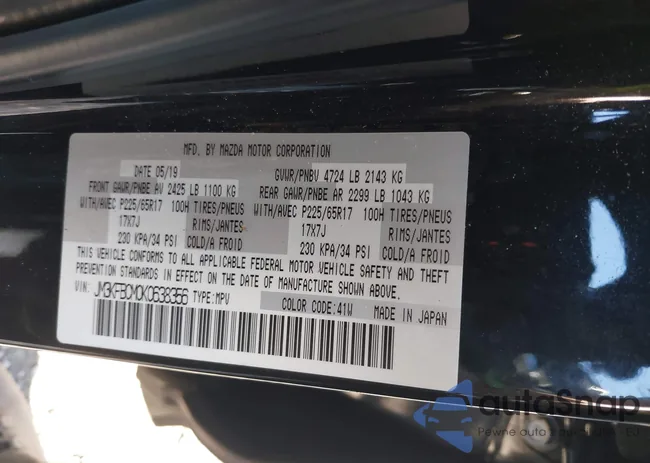 MFD. BY MAZDA MOTOR CORPORATION
DATE 05/19 GVWR/PNBV 4724 LB 2143 KG
FRONT GAWR/PNBE AV 2425 LB 1100 KG REAR GAWR/PNBE AR 2299 LB 1043 KG
WITH/AVEC P225/65R17 100H TIRES/PNEUS WITH/AVEC P225/65R17 100H TIRES/PNEUS
17X7J RIMS/JANTES 17X7J RIMS/JANTES
230 KPA/34 PSI COLD/A FROID 230 KPA/34 PSI COLD/A FROID
THIS VEHICLE CONFORMS TO ALL APPLICABLE FEDERAL MOTOR VEHICLE SAFETY AND THEFT
PREVENTION STANDARDS IN EFFECT ON THE DATE OF MANUFACTURE SHOWN ABOVE.
VIN: JM3KFBCM0K0638356 TYPE:MPV COLOR CODE:41W MADE IN JAPAN
autaSnap
Pewne auta